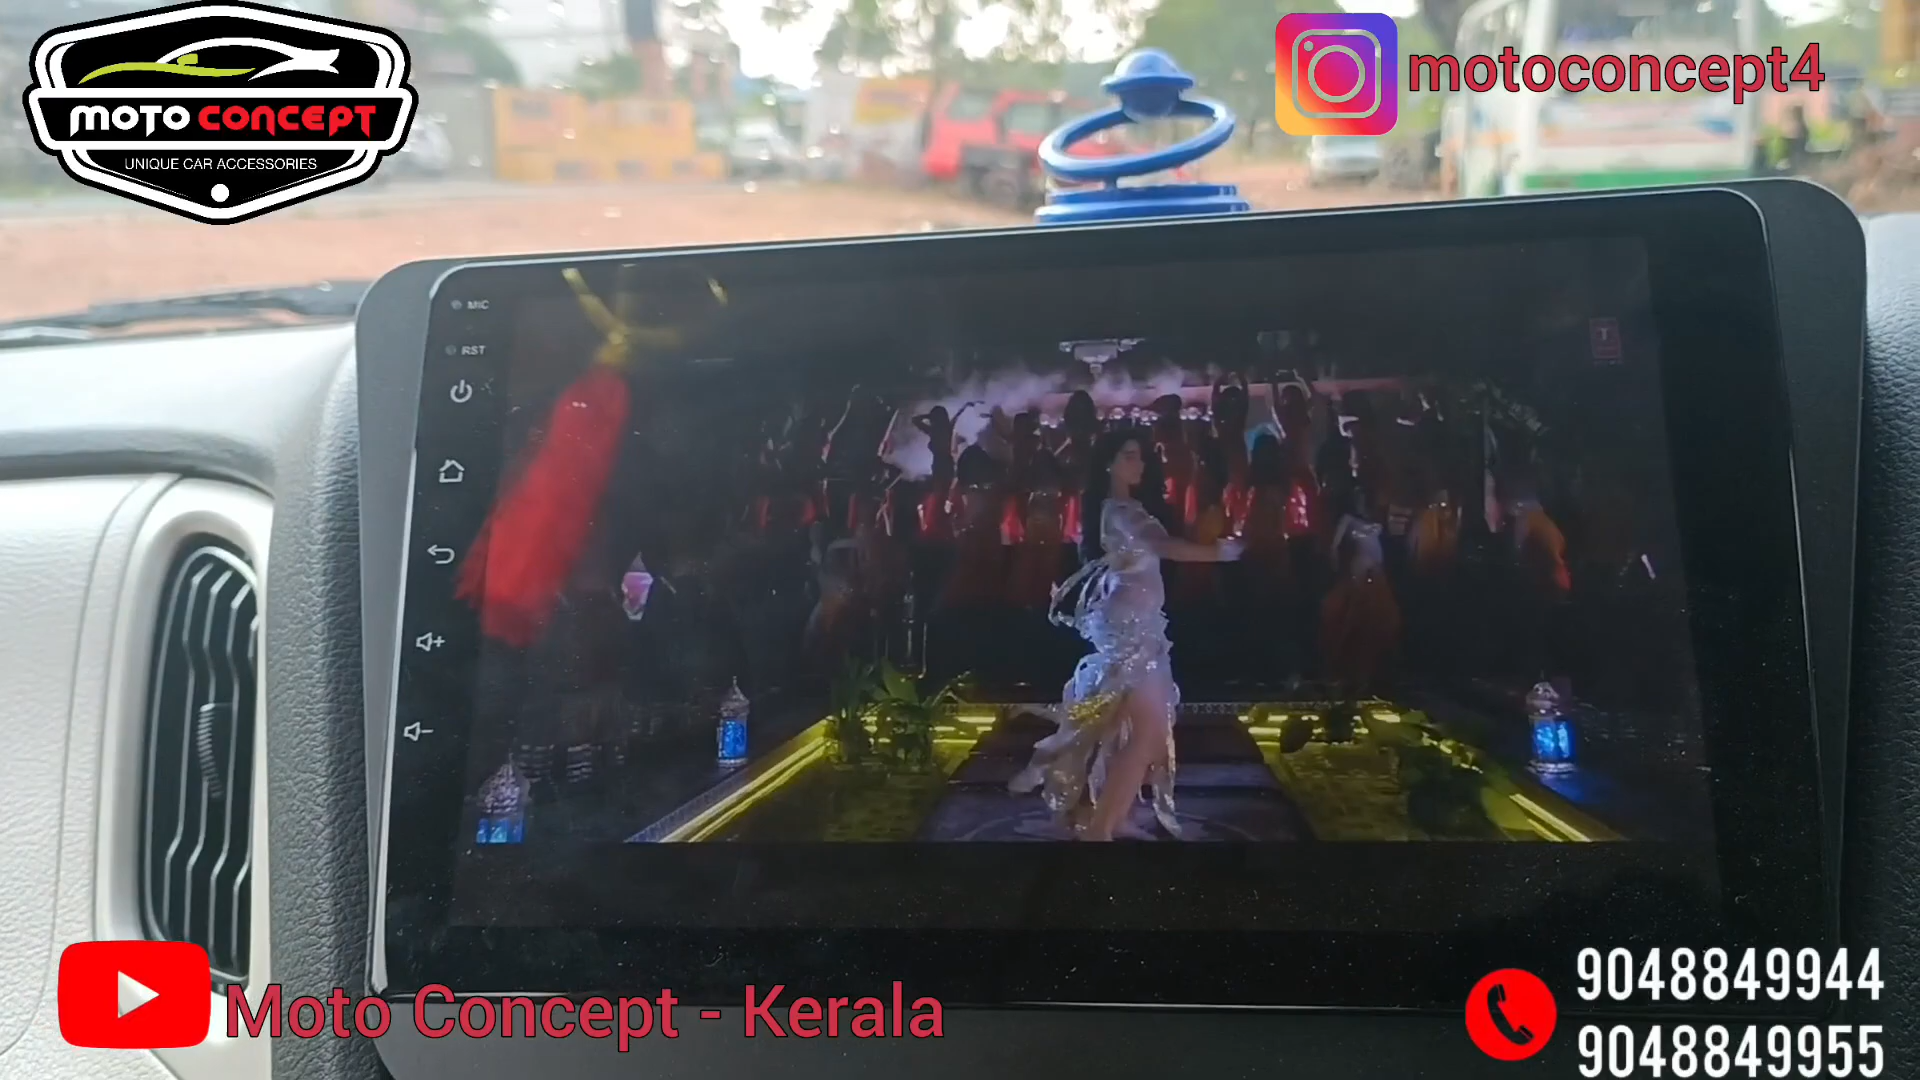 MOTO CONCEPT
UNIQUE CAR ACCESSORIES
motoconcept4
MIC
RST
T
Moto Concept - Kerala
9048849944
9048849955